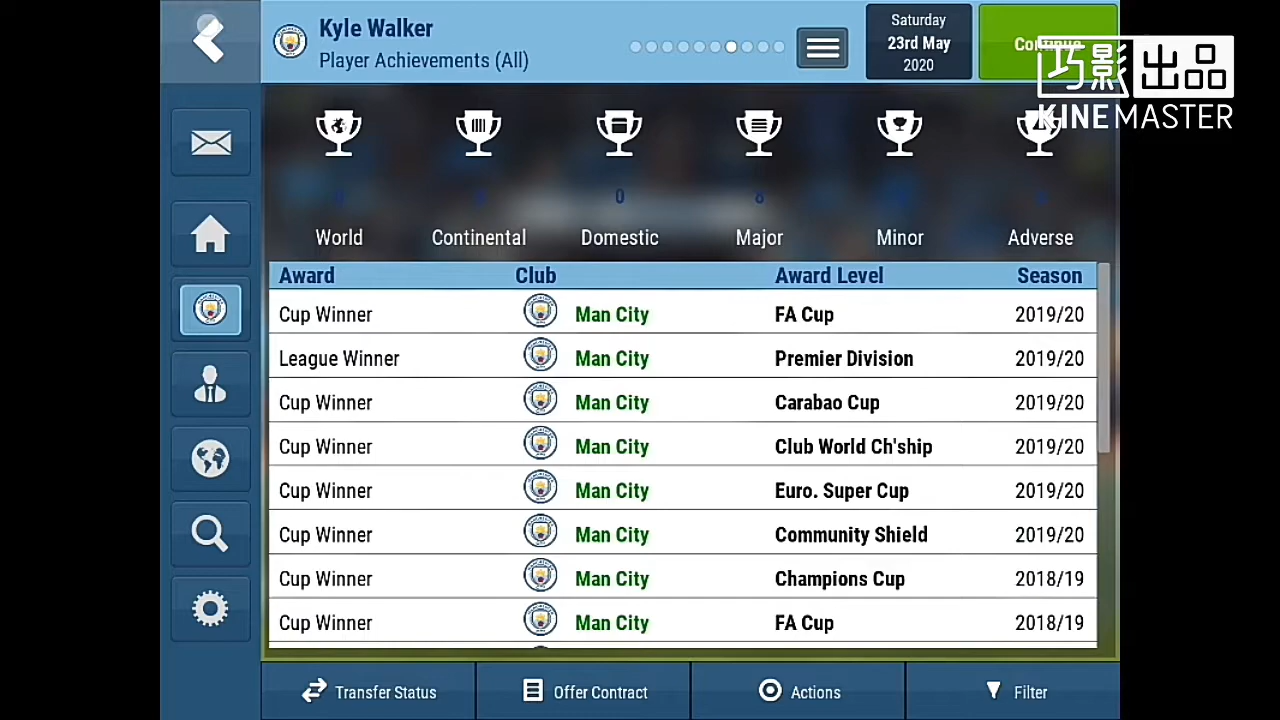 Kyle Walker
Player Achievements (All)
Saturday
23rd May
2020
Continue
巧影 出品
KINEMASTER
0
8
World
Continental
Domestic
Major
Minor
Adverse
Award Club Award Level Season
Cup Winner Man City FA Cup 2019/20
League Winner Man City Premier Division 2019/20
Cup Winner Man City Carabao Cup 2019/20
Cup Winner Man City Club World Ch'ship 2019/20
Cup Winner Man City Euro. Super Cup 2019/20
Cup Winner Man City Community Shield 2019/20
Cup Winner Man City Champions Cup 2018/19
Cup Winner Man City FA Cup 2018/19
Transfer Status
Offer Contract
Actions
Filter